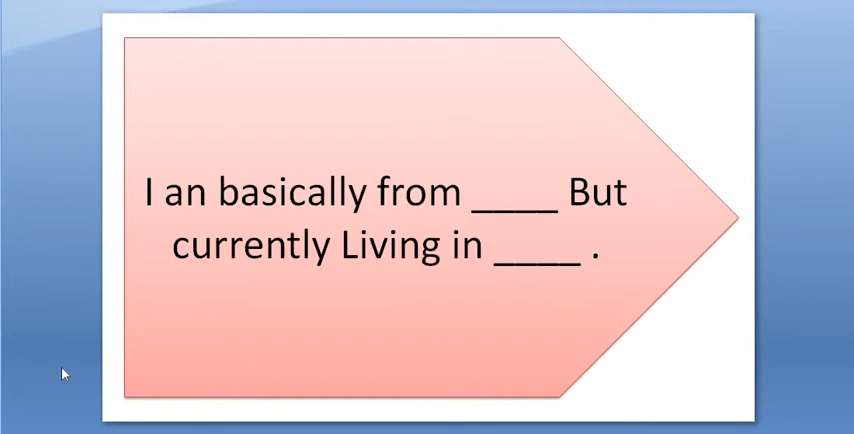 I an basically from ____ But
currently Living in ____ .